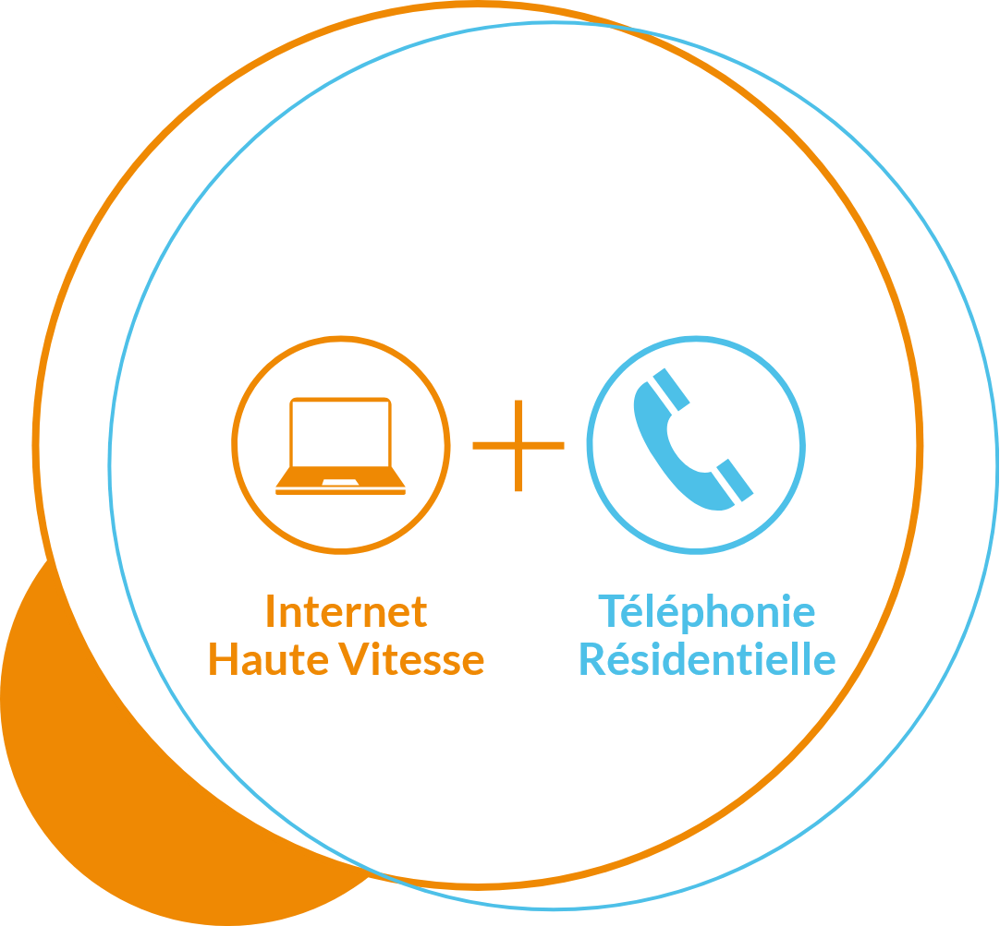 Internet
Haute Vitesse
Téléphonie
Résidentielle